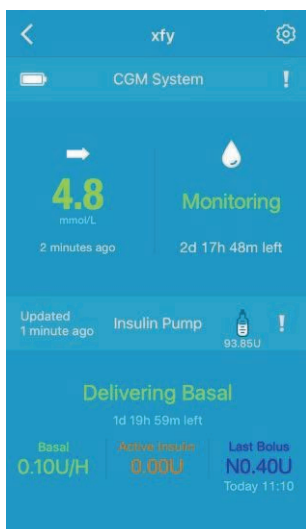 xfy
CGM System
4.8
mmol/L
2 minutes ago
Monitoring
2d 17h 48m left
Updated
1 minute ago
Insulin Pump
93.85U
Delivering Basal
1d 19h 59m left
Basal
0.10U/H
Active Insulin
0.00U
Last Bolus
N0.40U
Today 11:10